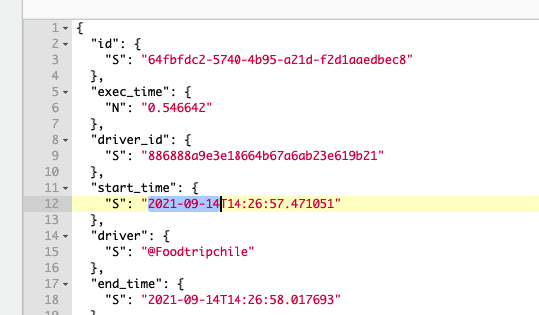 1 {
2 "id": {
3 "S": "64fbfdc2-5740-4b95-a21d-f2d1aaedbec8"
4 },
5 "exec_time": {
6 "N": "0.546642"
7 },
8 "driver_id": {
9 "S": "886888a9e3e18664b67a6ab23e619b21"
10 },
11 "start_time": {
12 "S": "2021-09-14T14:26:57.471051"
13 },
14 "driver": {
15 "S": "@Foodtripchile"
16 },
17 "end_time": {
18 "S": "2021-09-14T14:26:58.017693"